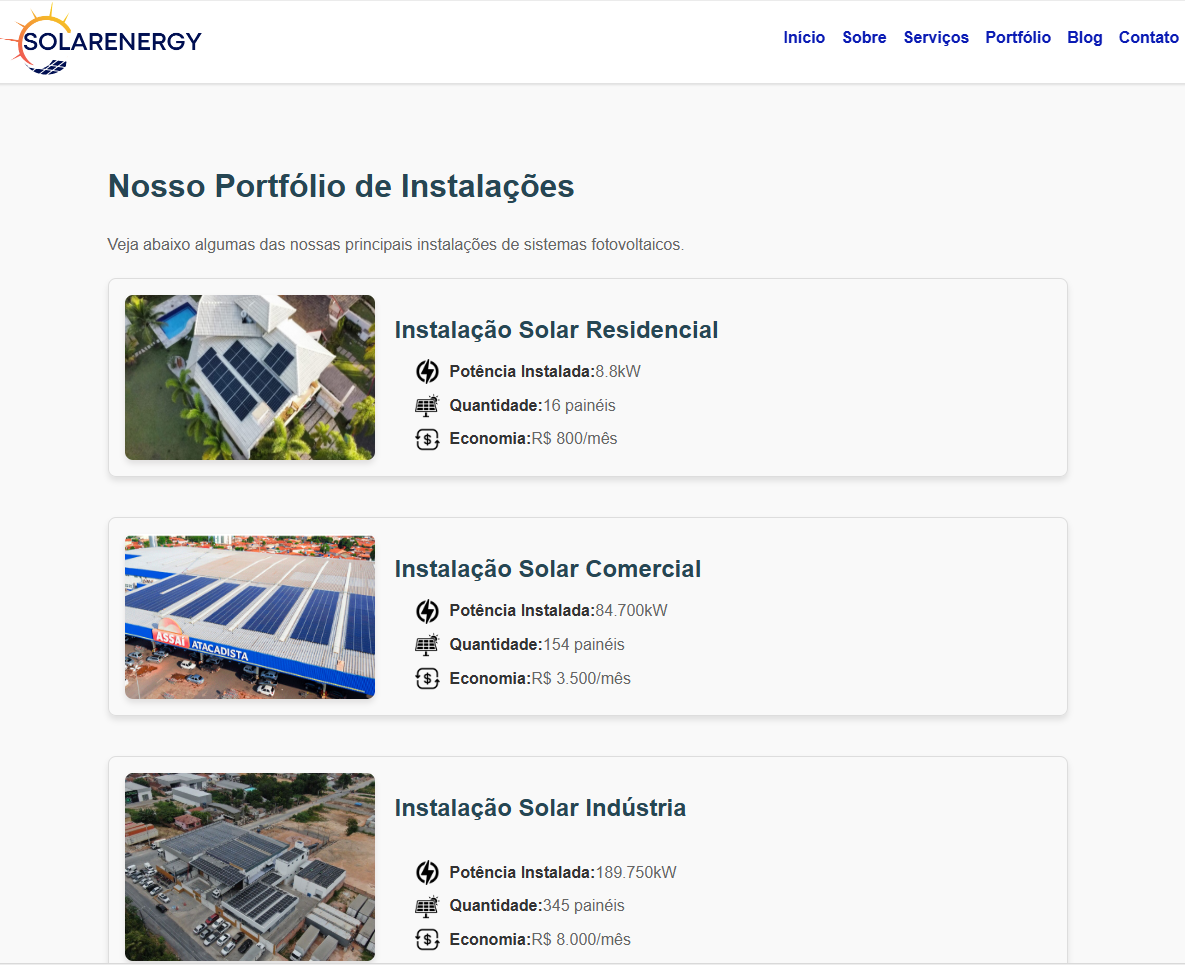 SOLARENERGY
Início Sobre Serviços Portfólio Blog Contato
Nosso Portfólio de Instalações
Veja abaixo algumas das nossas principais instalações de sistemas fotovoltaicos.
Instalação Solar Residencial
Potência Instalada:8.8kW
Quantidade:16 painéis
Economia:R$ 800/mês
ASSAÍ ATACADISTA
Instalação Solar Comercial
Potência Instalada:84.700kW
Quantidade:154 painéis
Economia:R$ 3.500/mês
Instalação Solar Indústria
Potência Instalada:189.750kW
Quantidade:345 painéis
Economia:R$ 8.000/mês